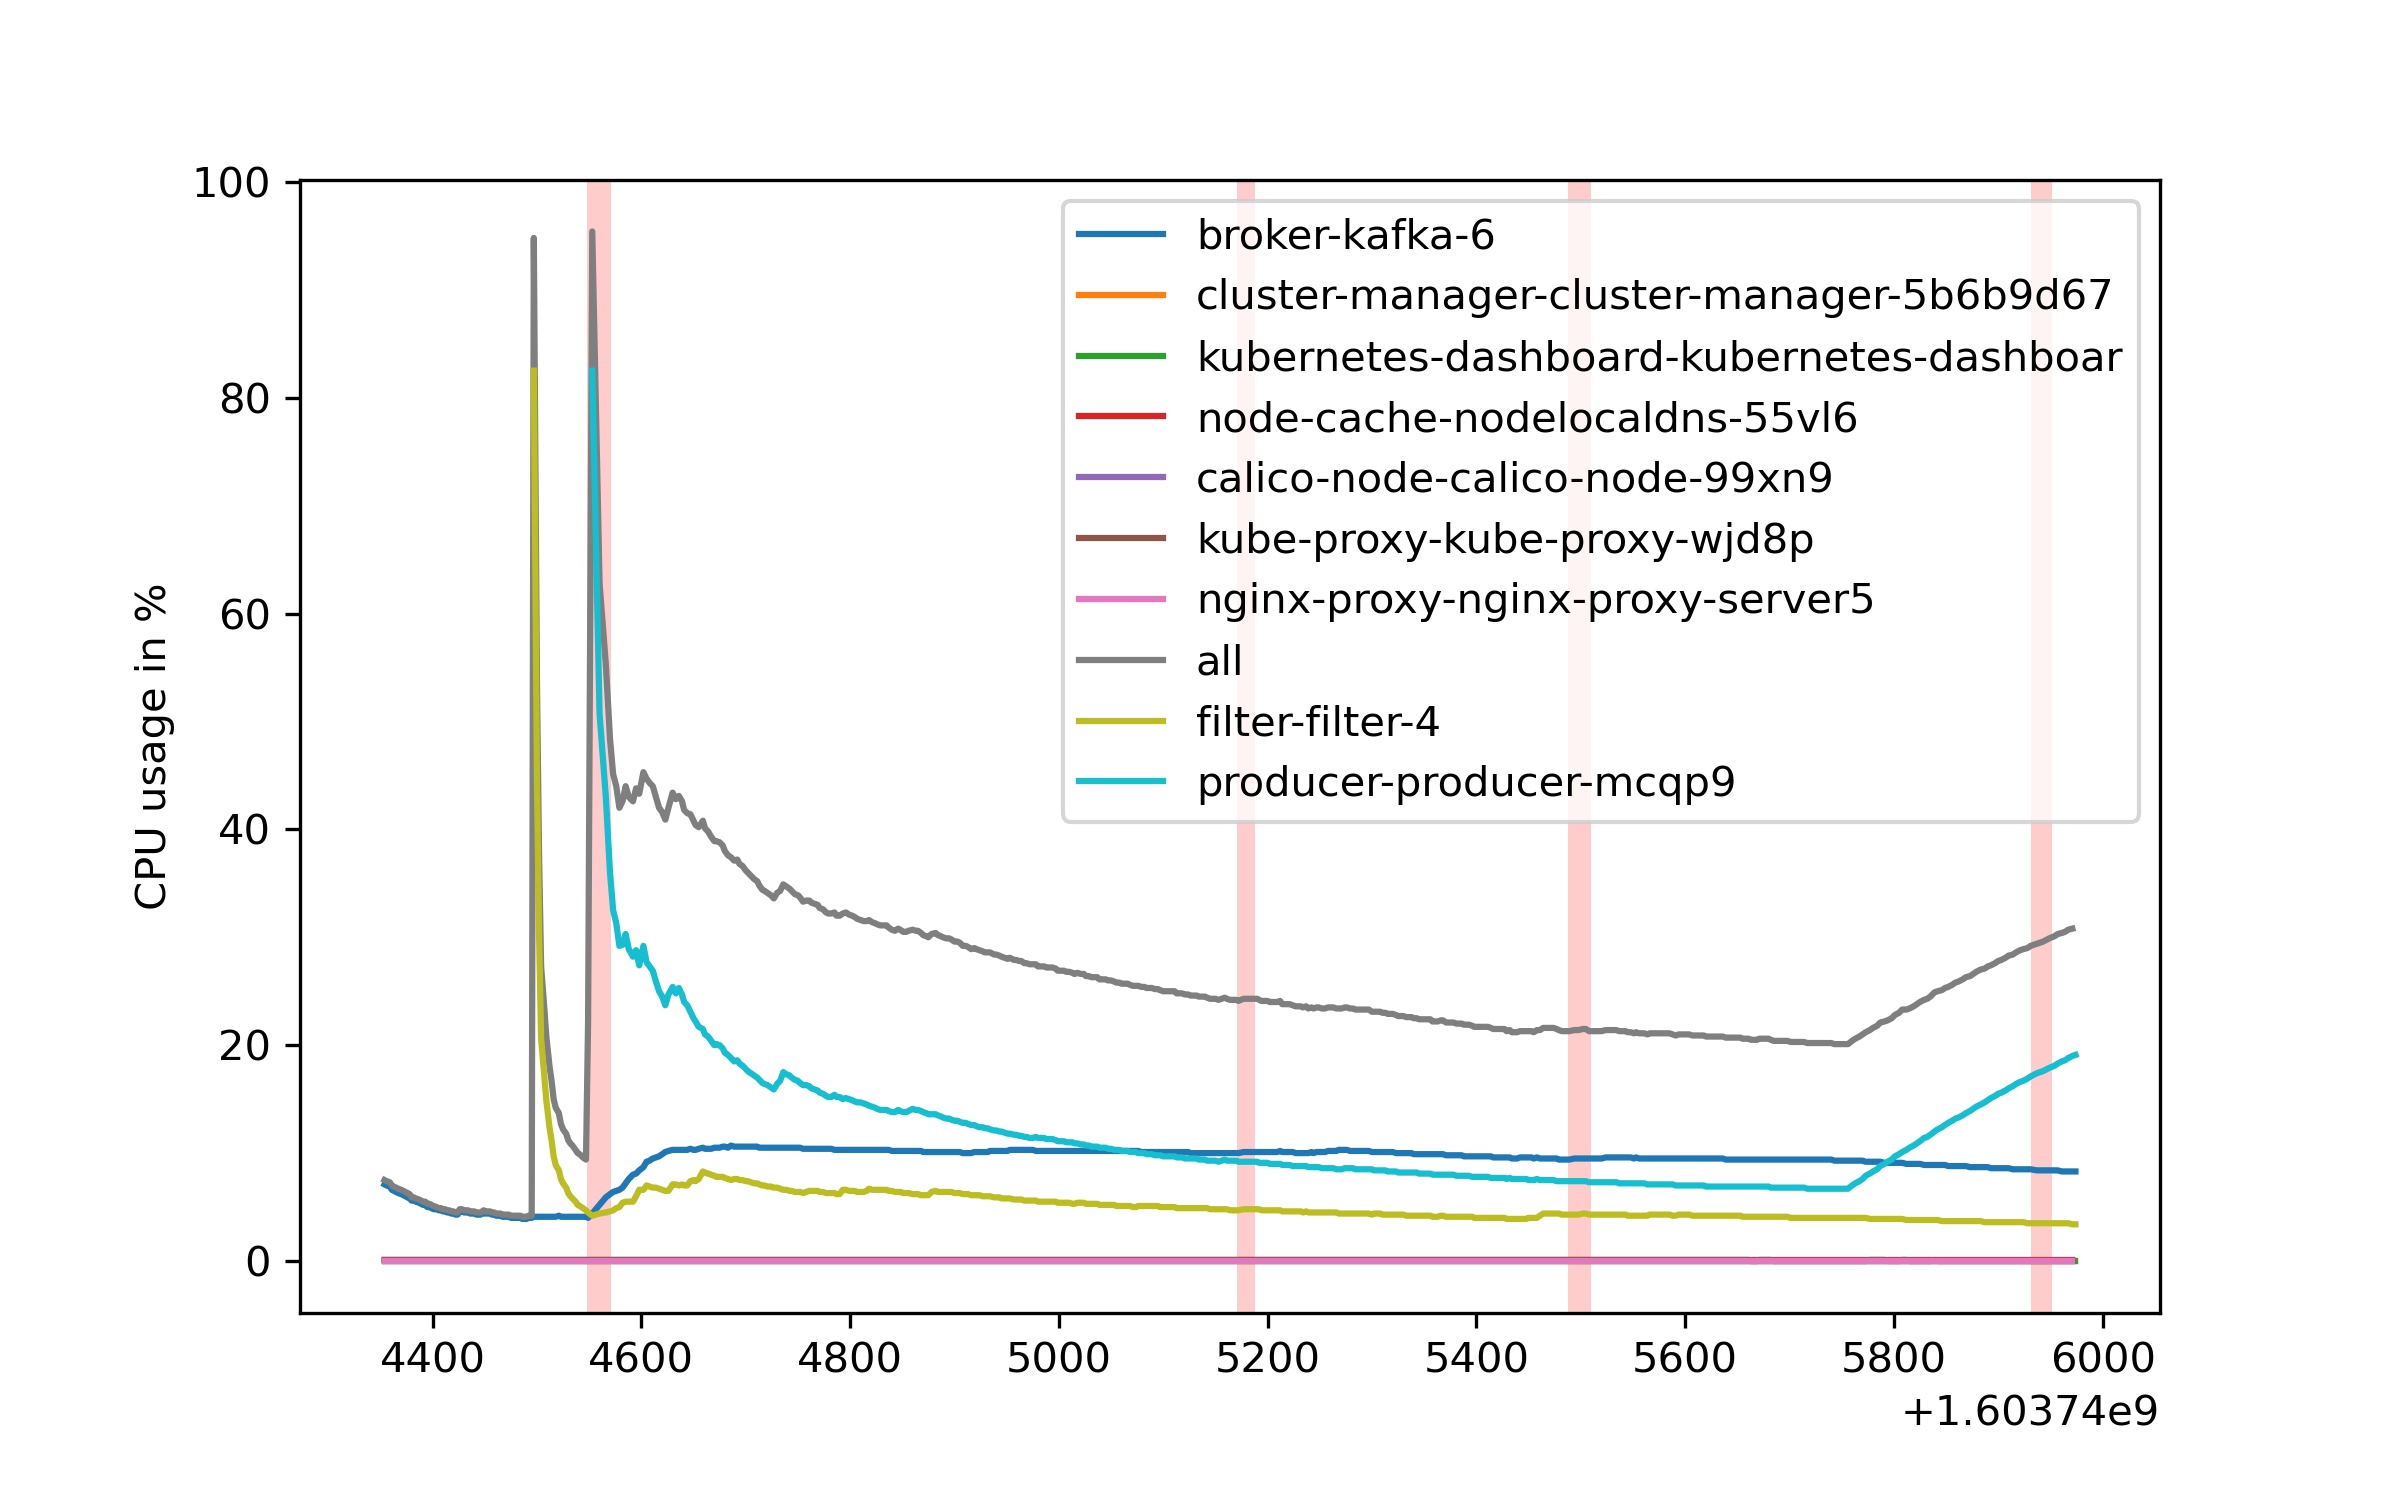 100
80
60
40
20
0
CPU usage in %
broker-kafka-6
cluster-manager-cluster-manager-5b6b9d67
kubernetes-dashboard-kubernetes-dashboar
node-cache-nodelocaldns-55vl6
calico-node-calico-node-99xn9
kube-proxy-kube-proxy-wjd8p
nginx-proxy-nginx-proxy-server5
all
filter-filter-4
producer-producer-mcqp9
4400 4600 4800 5000 5200 5400 5600 5800 6000
+1.60374e9